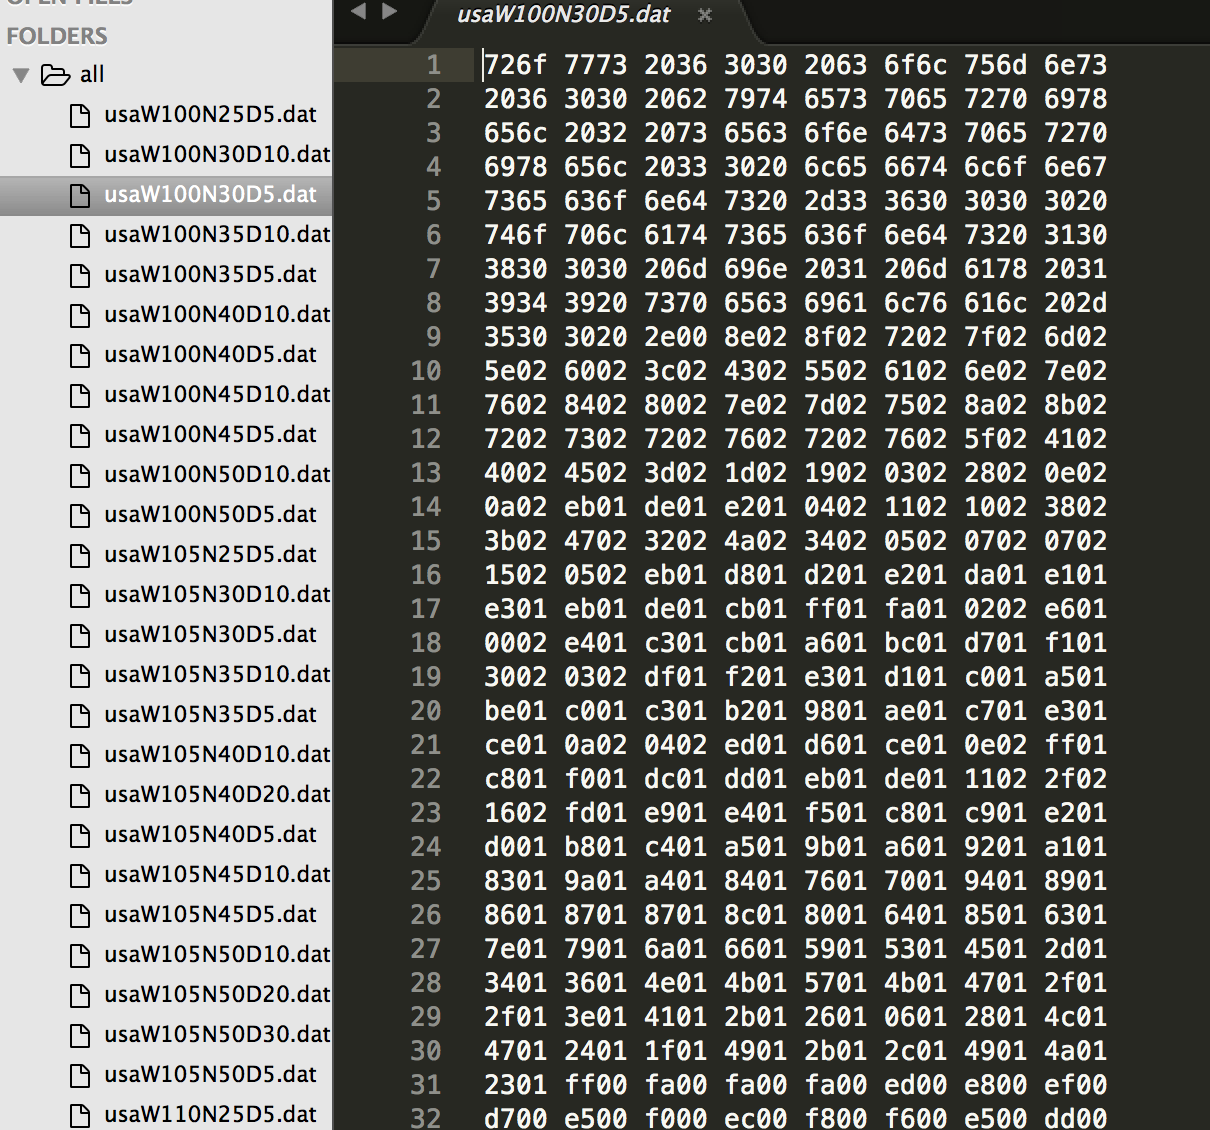 FOLDERS
all
usaW100N25D5.dat
usaW100N30D10.dat
usaW100N30D5.dat
usaW100N35D10.dat
usaW100N35D5.dat
usaW100N40D10.dat
usaW100N40D5.dat
usaW100N45D10.dat
usaW100N45D5.dat
usaW100N50D10.dat
usaW100N50D5.dat
usaW105N25D5.dat
usaW105N30D10.dat
usaW105N30D5.dat
usaW105N35D10.dat
usaW105N35D5.dat
usaW105N40D10.dat
usaW105N40D20.dat
usaW105N40D5.dat
usaW105N45D10.dat
usaW105N45D5.dat
usaW105N50D10.dat
usaW105N50D20.dat
usaW105N50D30.dat
usaW105N50D5.dat
usaW110N25D5.dat
usaW100N30D5.dat ×
1 726f 7773 2036 3030 2063 6f6c 756d 6e73
2 2036 3030 2062 7974 6573 7065 7270 6978
3 656c 2032 2073 6563 6f6e 6473 7065 7270
4 6978 656c 2033 3020 6c65 6674 6c6f 6e67
5 7365 636f 6e64 7320 2d33 3630 3030 3020
6 746f 706c 6174 7365 636f 6e64 7320 3130
7 3830 3030 206d 696e 2031 206d 6178 2031
8 3934 3920 7370 6563 6961 6c76 616c 202d
9 3530 3020 2e00 8e02 8f02 7202 7f02 6d02
10 5e02 6002 3c02 4302 5502 6102 6e02 7e02
11 7602 8402 8002 7e02 7d02 7502 8a02 8b02
12 7202 7302 7202 7602 7202 7602 5f02 4102
13 4002 4502 3d02 1d02 1902 0302 2802 0e02
14 0a02 eb01 de01 e201 0402 1102 1002 3802
15 3b02 4702 3202 4a02 3402 0502 0702 0702
16 1502 0502 eb01 d801 d201 e201 da01 e101
17 e301 eb01 de01 cb01 ff01 fa01 0202 e601
18 0002 e401 c301 cb01 a601 bc01 d701 f101
19 3002 0302 df01 f201 e301 d101 c001 a501
20 be01 c001 c301 b201 9801 ae01 c701 e301
21 ce01 0a02 0402 ed01 d601 ce01 0e02 ff01
22 c801 f001 dc01 dd01 eb01 de01 1102 2f02
23 1602 fd01 e901 e401 f501 c801 c901 e201
24 d001 b801 c401 a501 9b01 a601 9201 a101
25 8301 9a01 a401 8401 7601 7001 9401 8901
26 8601 8701 8701 8c01 8001 6401 8501 6301
27 7e01 7901 6a01 6601 5901 5301 4501 2d01
28 3401 3601 4e01 4b01 5701 4b01 4701 2f01
29 2f01 3e01 4101 2b01 2601 0601 2801 4c01
30 4701 2401 1f01 4901 2b01 2c01 4901 4a01
31 2301 ff00 fa00 fa00 fa00 ed00 e800 ef00
32 d700 e500 f000 ec00 f800 f600 e500 dd00